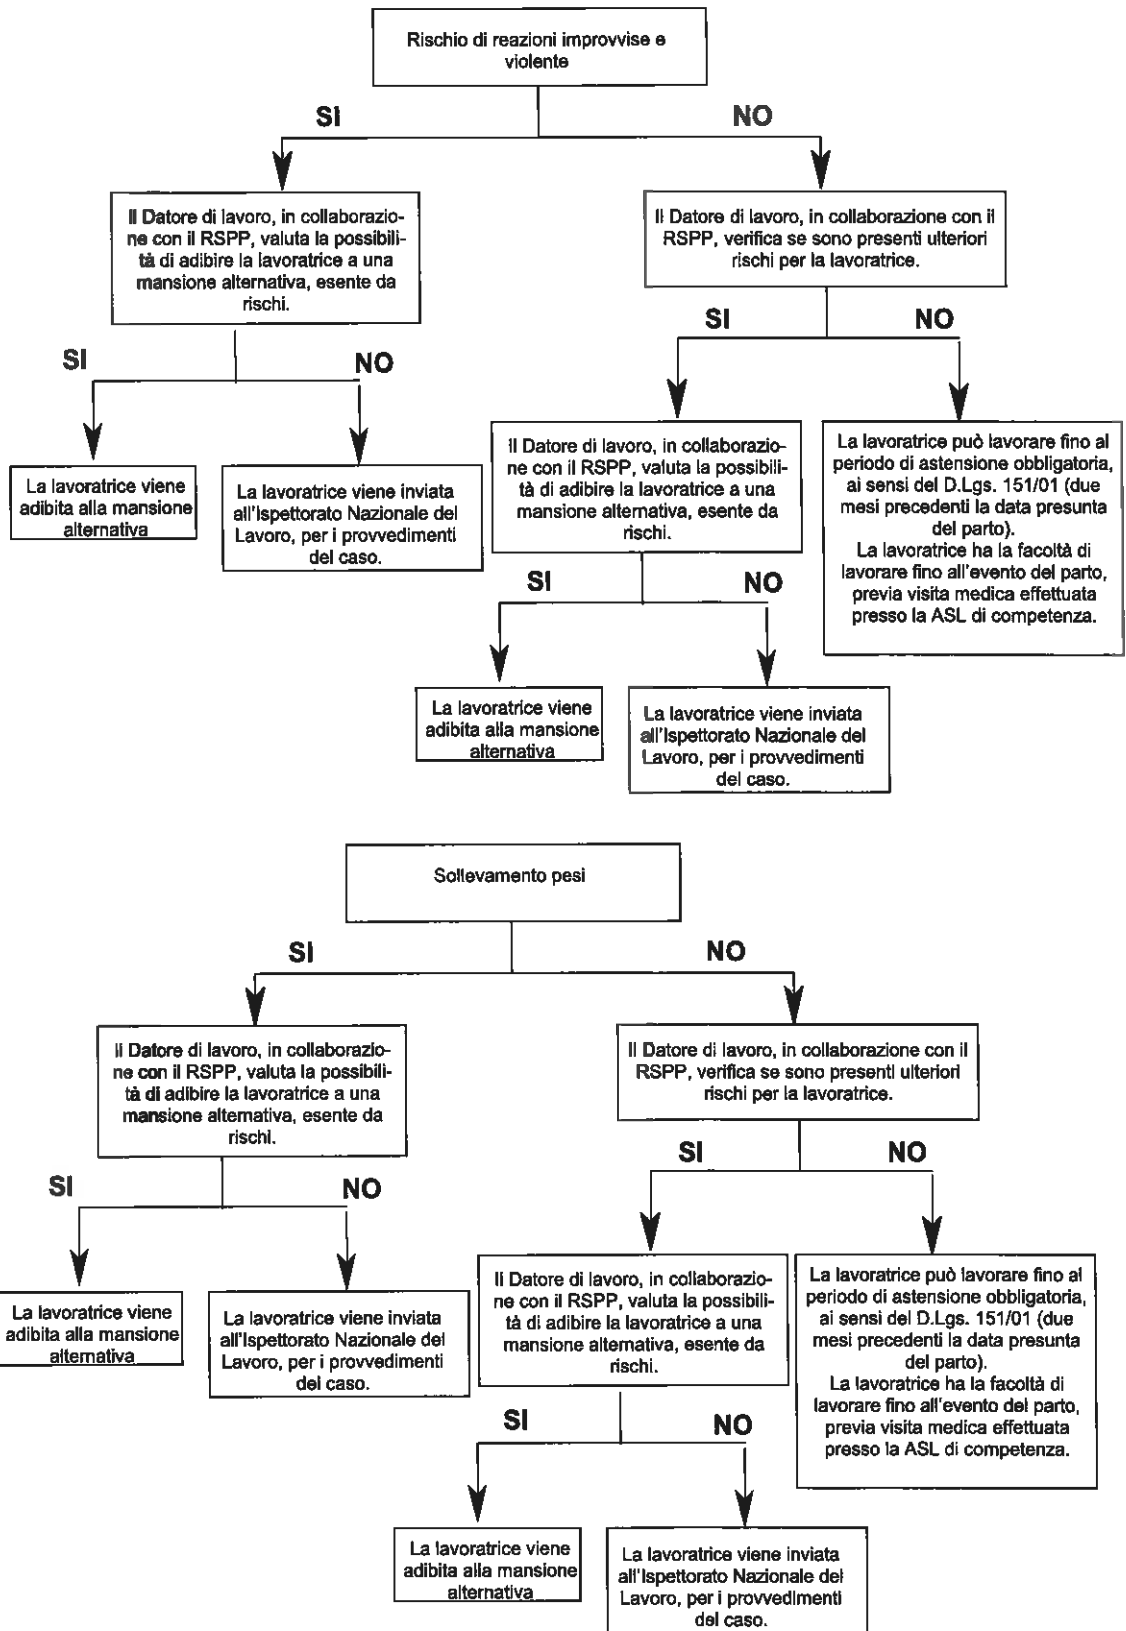 Rischio di reazioni improvvise e
violente
SI
NO
Il Datore di lavoro, in collaborazio-
ne con il RSPP, valuta la possibili-
tà di adibire la lavoratrice a una
mansione alternativa, esente da
rischi.
Il Datore di lavoro, in collaborazione con il
RSPP, verifica se sono presenti ulteriori
rischi per la lavoratrice.
SI
NO
SI
NO
La lavoratrice viene
adibita alla mansione
alternativa
La lavoratrice viene inviata
all'Ispettorato Nazionale del
Lavoro, per i provvedimenti
del caso.
Il Datore di lavoro, in collaborazio-
ne con il RSPP, valuta la possibili-
tà di adibire la lavoratrice a una
mansione alternativa, esente da
rischi.
La lavoratrice può lavorare fino al
periodo di astensione obbligatoria,
ai sensi del D.Lgs. 151/01 (due
mesi precedenti la data presunta
del parto).
La lavoratrice ha la facoltà di
lavorare fino all'evento del parto,
previa visita medica effettuata
presso la ASL di competenza.
SI
NO
La lavoratrice viene
adibita alla mansione
alternativa
La lavoratrice viene inviata
all'Ispettorato Nazionale del
Lavoro, per i provvedimenti
del caso.
Sollevamento pesi
SI
NO
Il Datore di lavoro, in collaborazio-
ne con il RSPP, valuta la possibili-
tà di adibire la lavoratrice a una
mansione alternativa, esente da
rischi.
Il Datore di lavoro, in collaborazione con il
RSPP, verifica se sono presenti ulteriori
rischi per la lavoratrice.
SI
NO
SI
NO
La lavoratrice viene
adibita alla mansione
alternativa
La lavoratrice viene inviata
all'Ispettorato Nazionale del
Lavoro, per i provvedimenti
del caso.
Il Datore di lavoro, in collaborazio-
ne con il RSPP, valuta la possibili-
tà di adibire la lavoratrice a una
mansione alternativa, esente da
rischi.
La lavoratrice può lavorare fino al
periodo di astensione obbligatoria,
ai sensi del D.Lgs. 151/01 (due
mesi precedenti la data presunta
del parto).
La lavoratrice ha la facoltà di
lavorare fino all'evento del parto,
previa visita medica effettuata
presso la ASL di competenza.
SI
NO
La lavoratrice viene
adibita alla mansione
alternativa
La lavoratrice viene inviata
all'Ispettorato Nazionale del
Lavoro, per i provvedimenti
del caso.